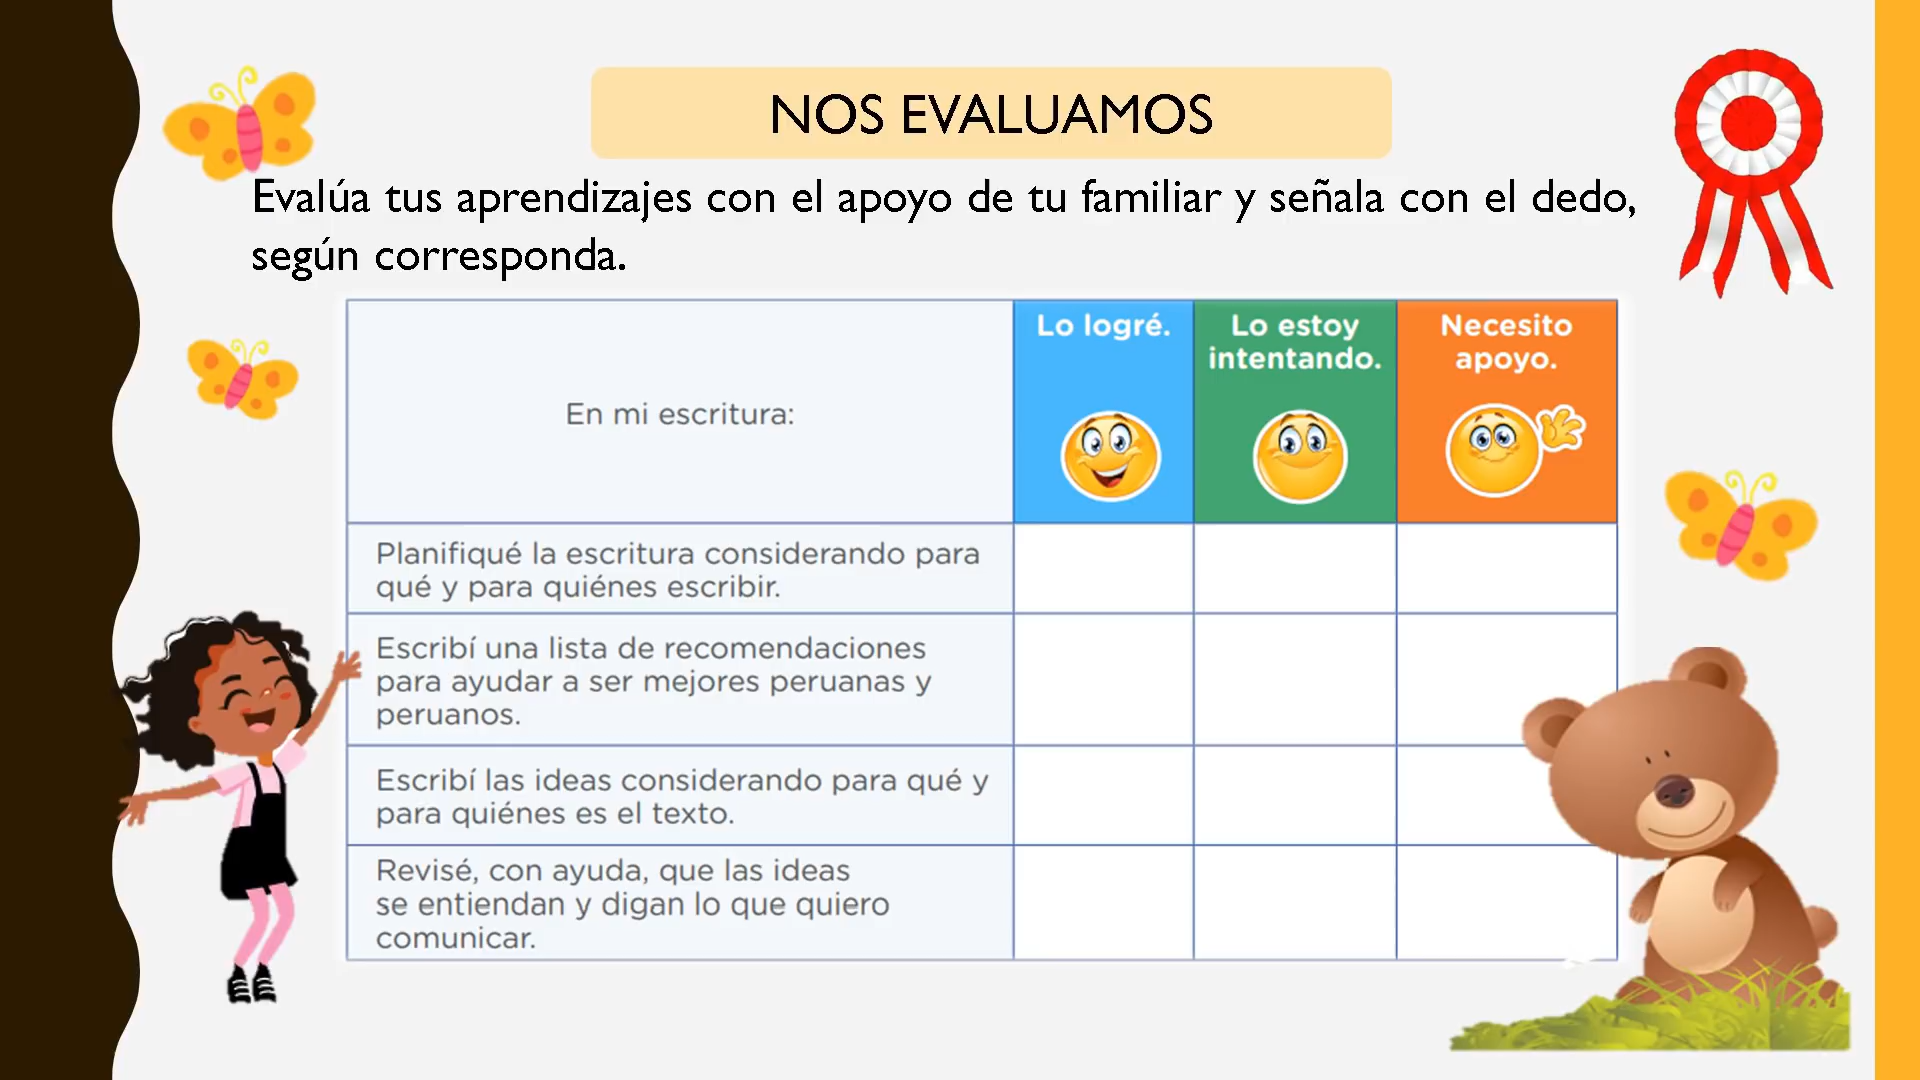 NOS EVALUAMOS
Evalúa tus aprendizajes con el apoyo de tu familiar y señala con el dedo,
según corresponda.
En mi escritura:
Lo logré.
Lo estoy
intentando.
Necesito
apoyo.
Planifiqué la escritura considerando para
qué y para quiénes escribir.
Escribí una lista de recomendaciones
para ayudar a ser mejores peruanas y
peruanos.
Escribí las ideas considerando para qué y
para quiénes es el texto.
Revisé, con ayuda, que las ideas
se entiendan y digan lo que quiero
comunicar.